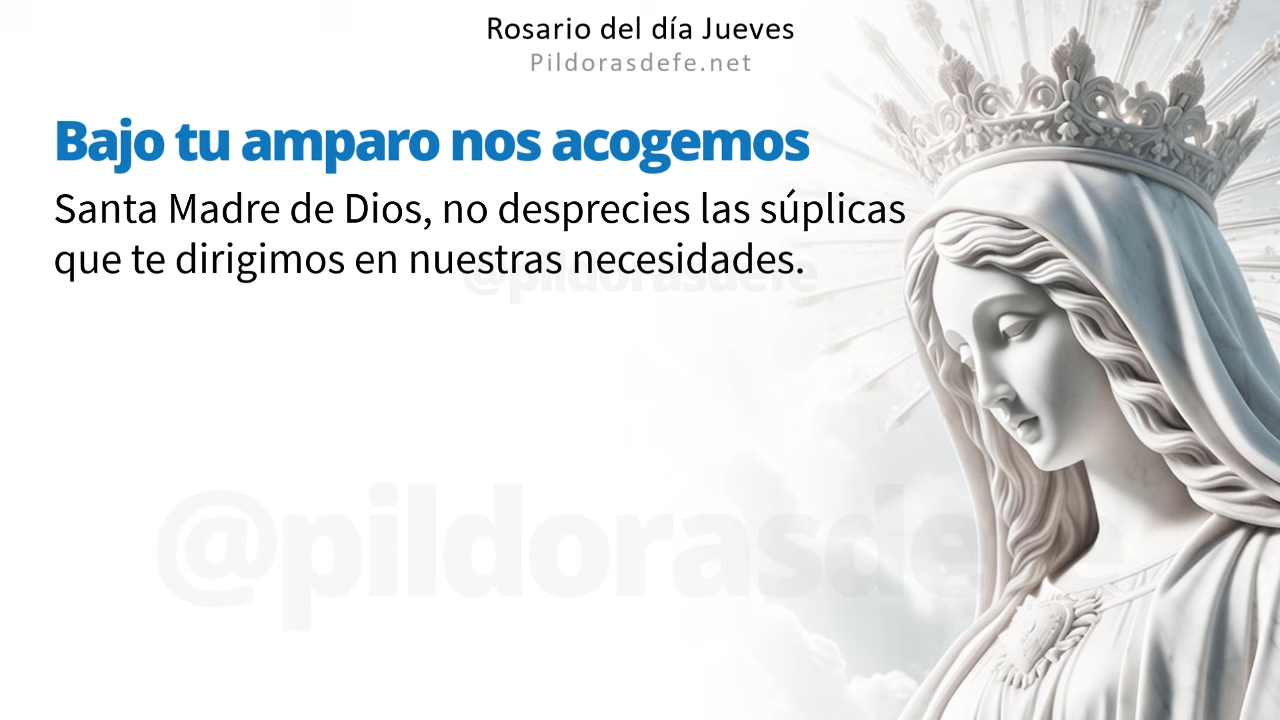 Rosario del día Jueves
Pildorasdefe.net
Bajo tu amparo nos acogemos
Santa Madre de Dios, no desprecies las súplicas
que te dirigimos en nuestras necesidades.
@pildorasdefe
@pildorasdefe